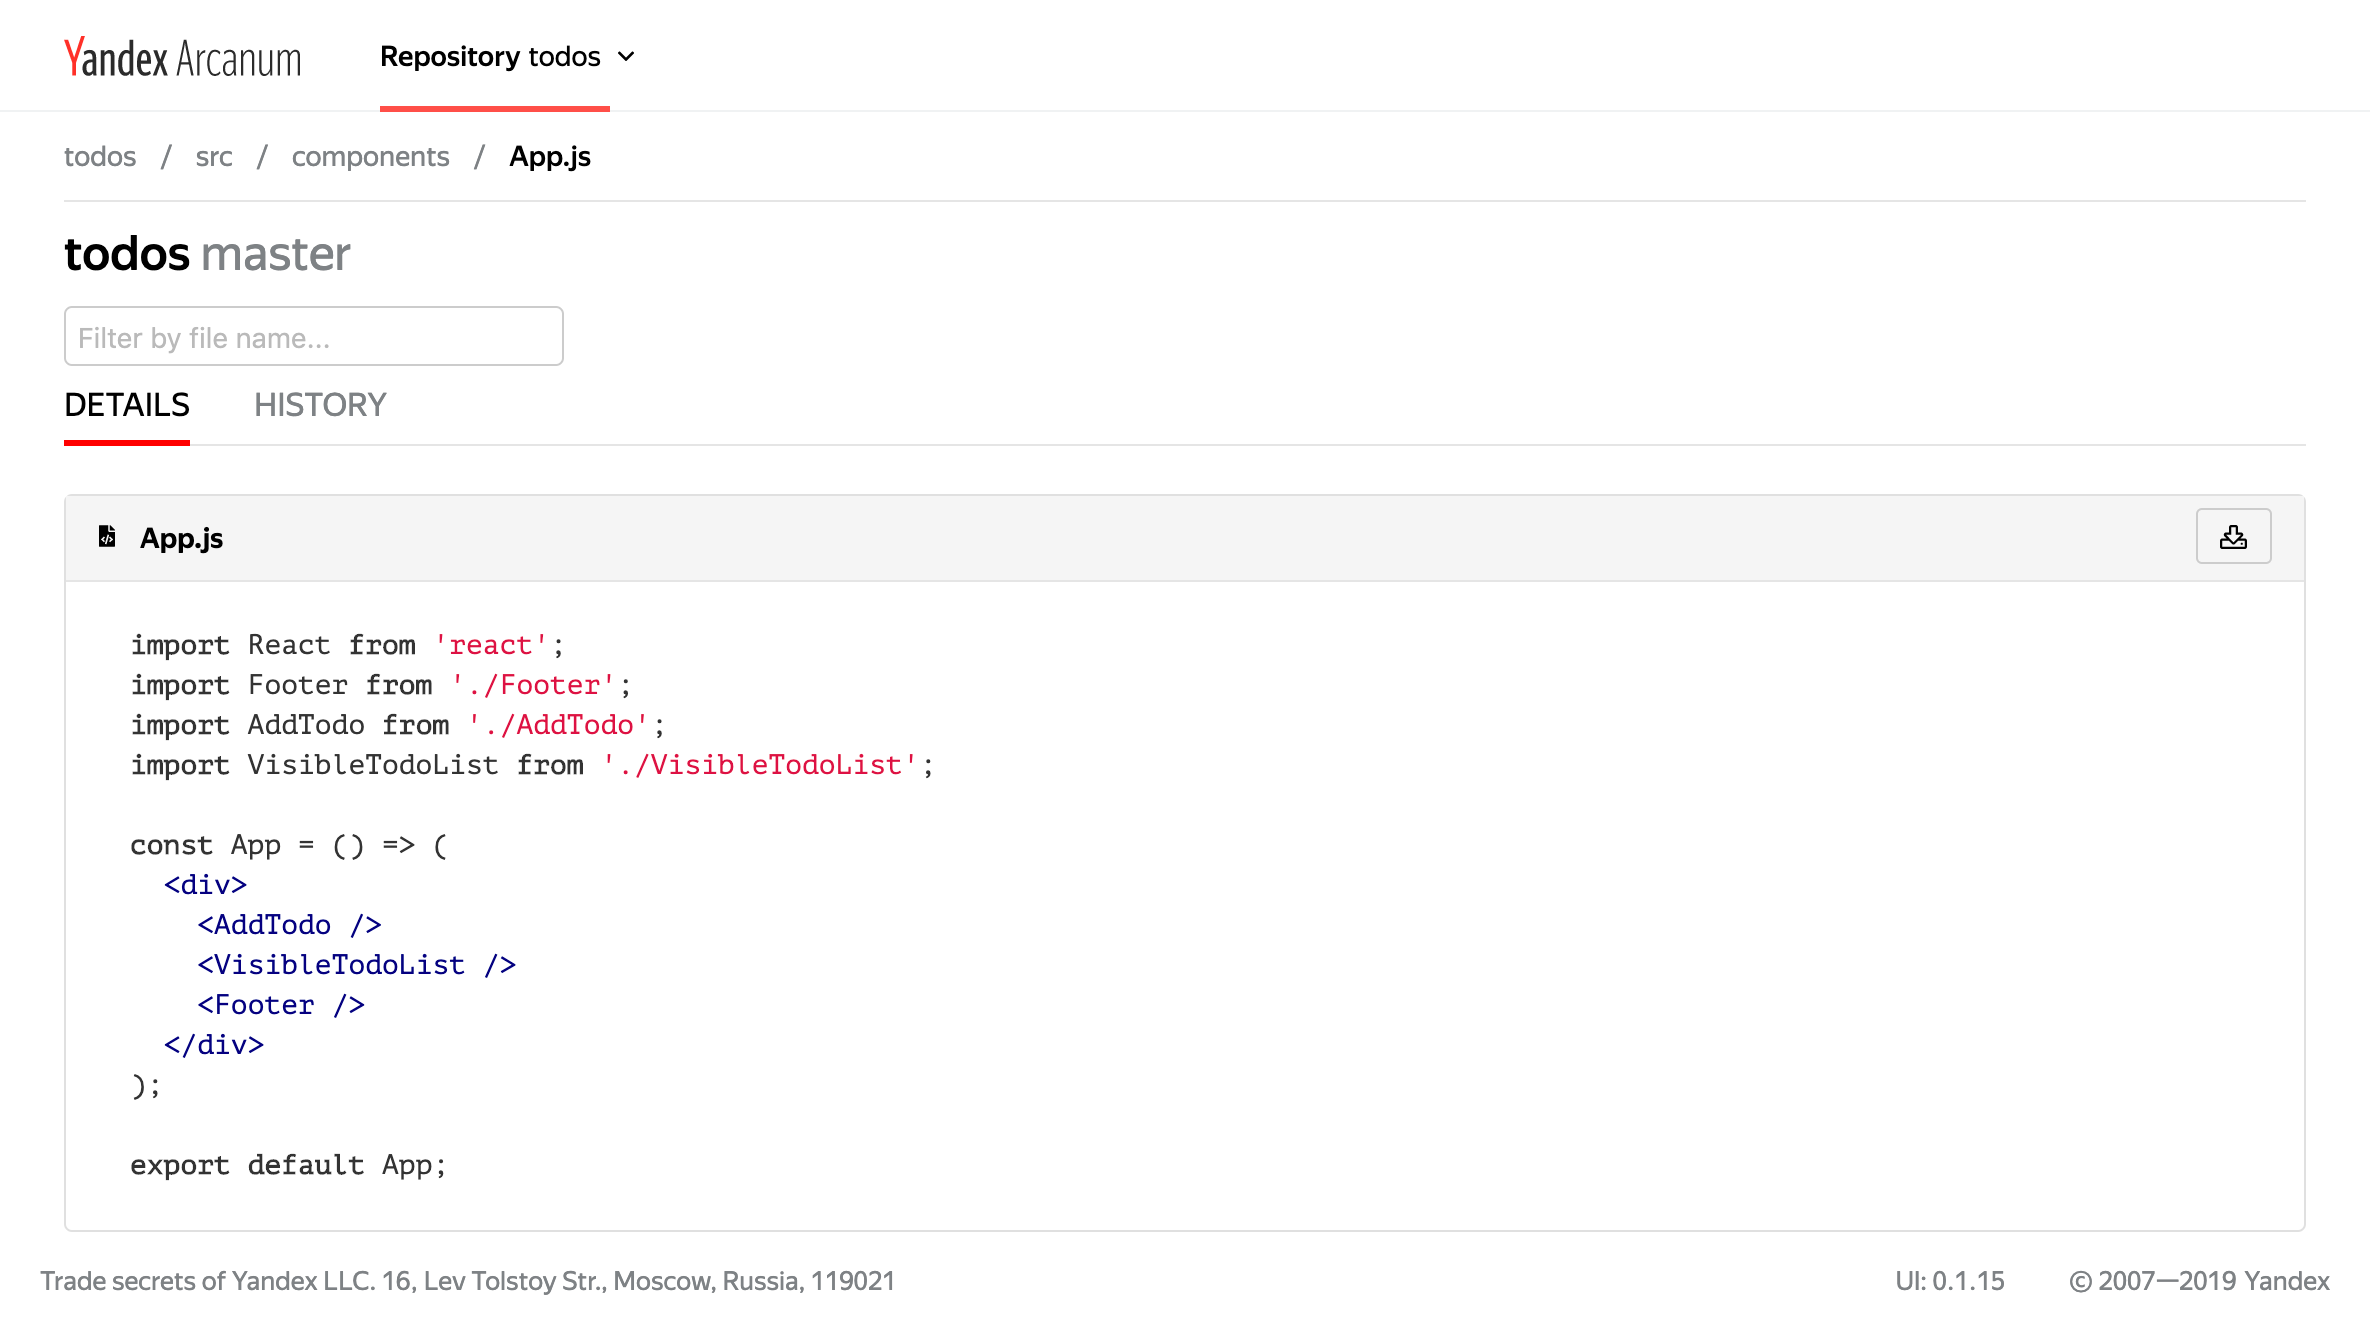 Yandex Arcanum
Repository todos
todos / src / components / App.js
todos master
Filter by file name...
DETAILS HISTORY
App.js
import React from 'react';
import Footer from './Footer';
import AddTodo from './AddTodo';
import VisibleTodoList from './VisibleTodoList';
const App = () => (
  <div>
    <AddTodo />
    <VisibleTodoList />
    <Footer />
  </div>
);
export default App;
Trade secrets of Yandex LLC. 16, Lev Tolstoy Str., Moscow, Russia, 119021 UI: 0.1.15 © 2007—2019 Yandex